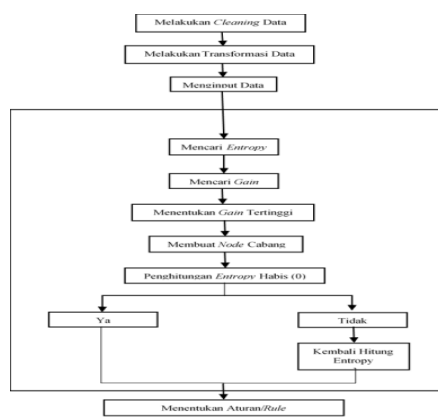 Melakukan Cleaning Data
Melakukan Transformasi Data
Menginput Data
Mencari Entropy
Mencari Gain
Menentukan Gain Tertinggi
Membuat Node Cabang
Penghitungan Entropy Habis (0)
Ya
Tidak
Kembali Hitung
Entropy
Menentukan Aturan/Rule